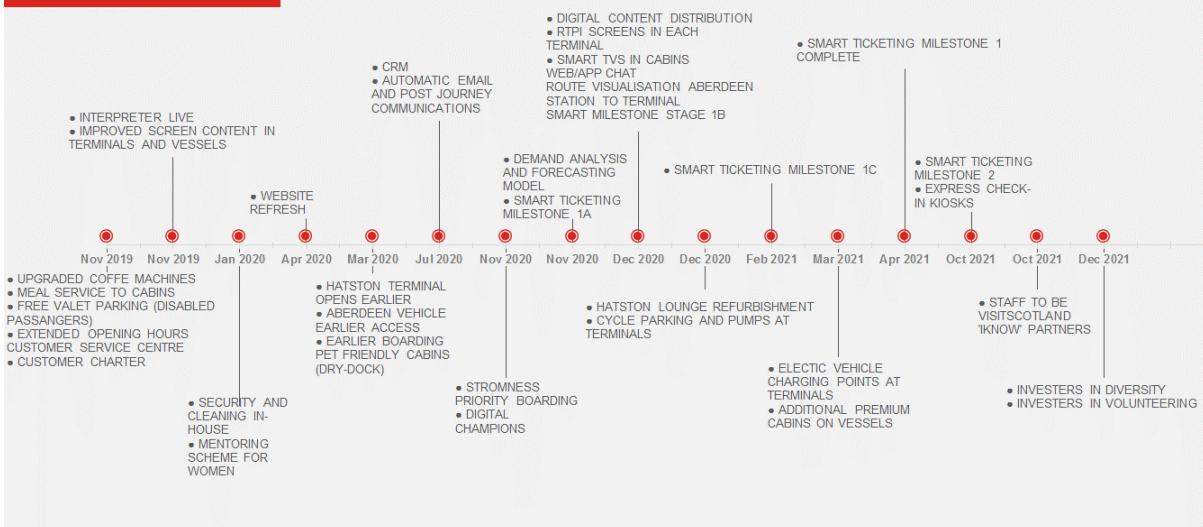 ● DIGITAL CONTENT DISTRIBUTION
● RTPI SCREENS IN EACH
TERMINAL
● SMART TVS IN CABINS
WEB/APP CHAT
ROUTE VISUALISATION ABERDEEN
STATION TO TERMINAL
SMART MILESTONE STAGE 1B
● SMART TICKETING MILESTONE 1
COMPLETE
● CRM
● AUTOMATIC EMAIL
AND POST JOURNEY
COMMUNICATIONS
● INTERPRETER LIVE
● IMPROVED SCREEN CONTENT IN
TERMINALS AND VESSELS
● DEMAND ANALYSIS
AND FORECASTING
MODEL
● SMART TICKETING
MILESTONE 1A
● SMART TICKETING MILESTONE 1C
● SMART TICKETING
MILESTONE 2
● EXPRESS CHECK-
IN KIOSKS
● WEBSITE
REFRESH
Nov 2019 Nov 2019 Jan 2020 Apr 2020 Mar 2020 Jul 2020 Nov 2020 Nov 2020 Dec 2020 Dec 2020 Feb 2021 Mar 2021 Apr 2021 Oct 2021 Oct 2021 Dec 2021
● UPGRADED COFFE MACHINES
● MEAL SERVICE TO CABINS
● FREE VALET PARKING (DISABLED
PASSANGERS)
● EXTENDED OPENING HOURS
CUSTOMER SERVICE CENTRE
● CUSTOMER CHARTER
● HATSTON TERMINAL
OPENS EARLIER
● ABERDEEN VEHICLE
EARLIER ACCESS
● EARLIER BOARDING
PET FRIENDLY CABINS
(DRY-DOCK)
● HATSTON LOUNGE REFURBISHMENT
● CYCLE PARKING AND PUMPS AT
TERMINALS
● STAFF TO BE
VISITSCOTLAND
'IKNOW' PARTNERS
● SECURITY AND
CLEANING IN-
HOUSE
● MENTORING
SCHEME FOR
WOMEN
● STROMNESS
PRIORITY BOARDING
● DIGITAL
CHAMPIONS
● ELECTIC VEHICLE
CHARGING POINTS AT
TERMINALS
● ADDITIONAL PREMIUM
CABINS ON VESSELS
● INVESTERS IN DIVERSITY
● INVESTERS IN VOLUNTEERING